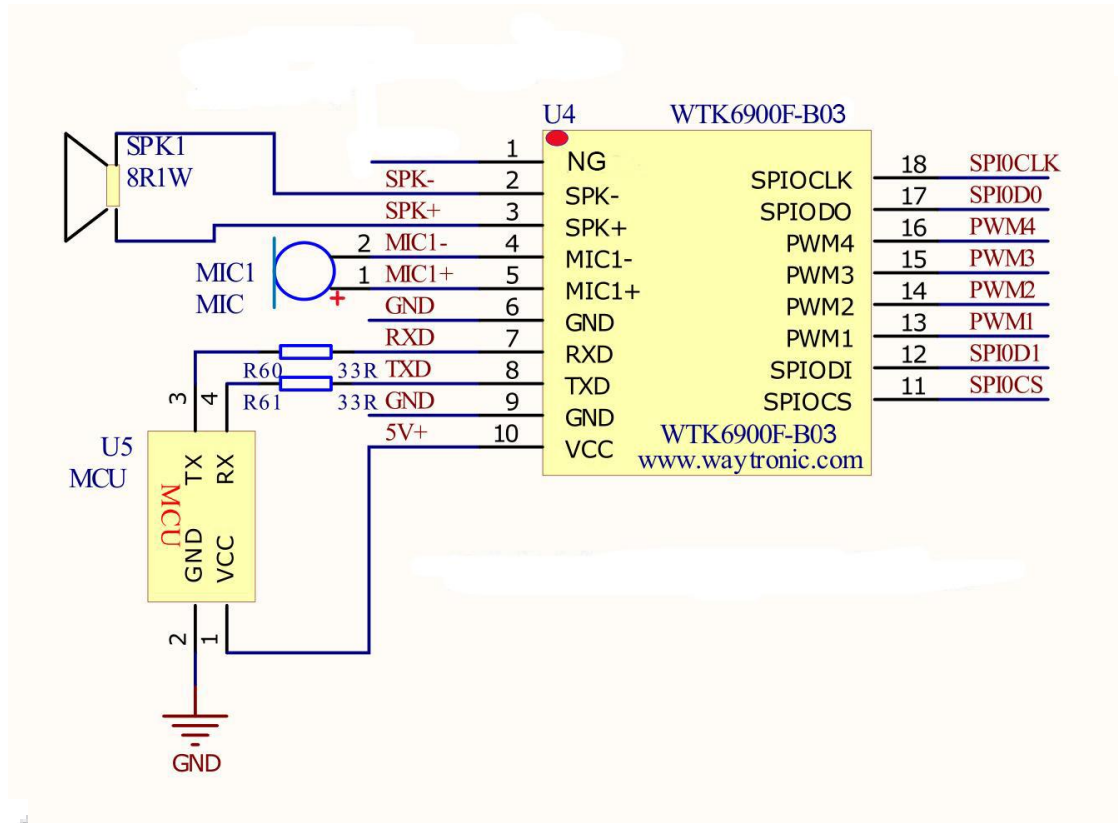 U4 WTK6900F-B03
SPK1
8R1W
1 NG
SPK- 2 SPK-
SPK+ 3 SPK+
2 MIC1- 4 MIC1-
MIC1 1 MIC1+ 5 MIC1+
MIC +
GND 6 GND
RXD 7 RXD
R60 33R TXD 8 TXD
R61 33R GND 9 GND
5V+ 10 VCC
SPIOCLK 18 SPI0CLK
SPIODO 17 SPI0D0
PWM4 16 PWM4
PWM3 15 PWM3
PWM2 14 PWM2
PWM1 13 PWM1
SPIODI 12 SPI0D1
SPIOCS 11 SPI0CS
WTK6900F-B03
www.waytronic.com
3 4
U5
MCU
TX RX
MCU
GND VCC
2 1
GND